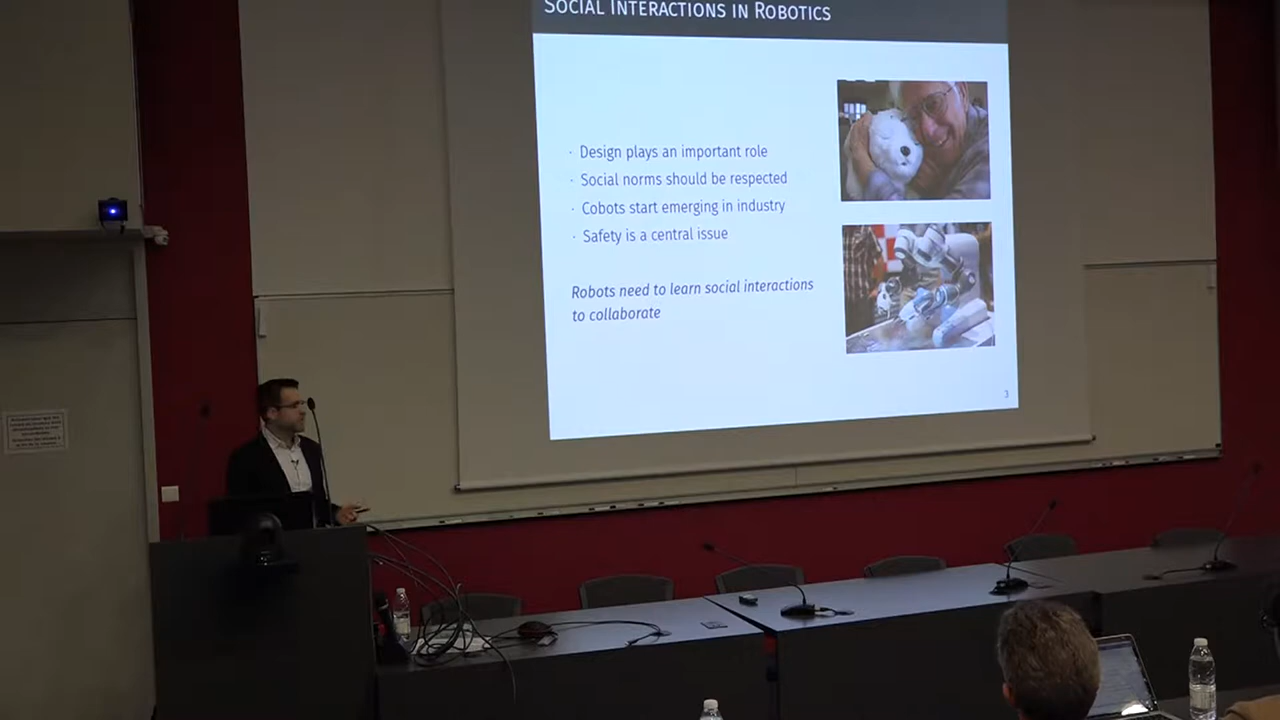 SOCIAL INTERACTIONS IN ROBOTICS
· Design plays an important role
· Social norms should be respected
· Cobots start emerging in industry
· Safety is a central issue
Robots need to learn social interactions
to collaborate
3